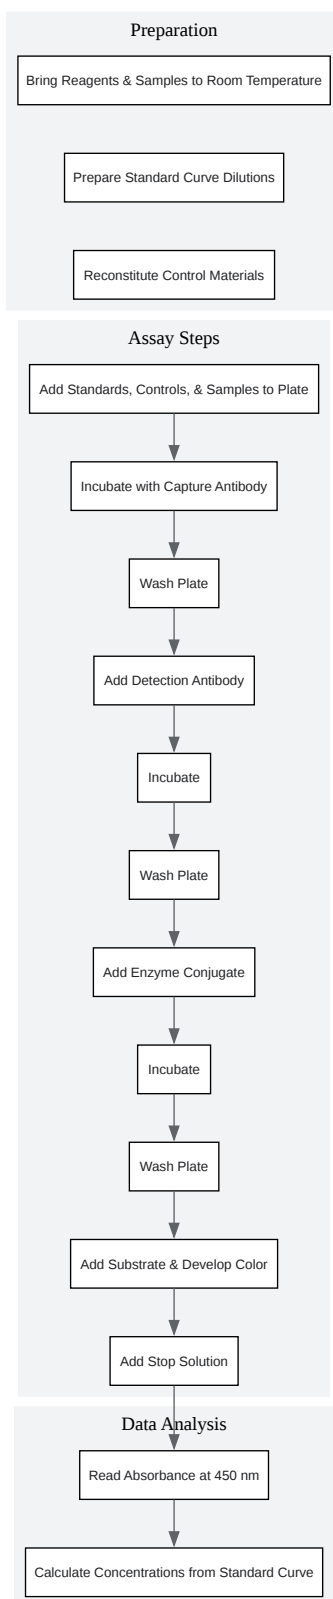 Preparation
Bring Reagents & Samples to Room Temperature
Prepare Standard Curve Dilutions
Reconstitute Control Materials
Assay Steps
Add Standards, Controls, & Samples to Plate
Incubate with Capture Antibody
Wash Plate
Add Detection Antibody
Incubate
Wash Plate
Add Enzyme Conjugate
Incubate
Wash Plate
Add Substrate & Develop Color
Add Stop Solution
Data Analysis
Read Absorbance at 450 nm
Calculate Concentrations from Standard Curve